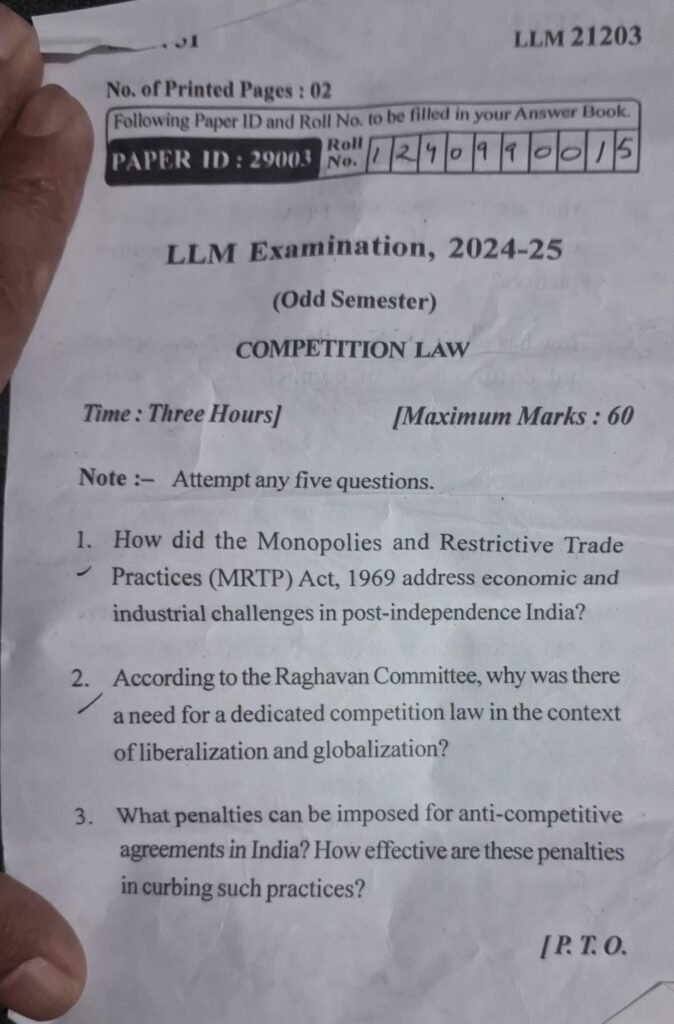 LLM 21203
No. of Printed Pages : 02
Following Paper ID and Roll No. to be filled in your Answer Book.
PAPER ID : 29003 Roll No. 1 2 4 0 9 9 0 0 1 5
LLM Examination, 2024-25
(Odd Semester)
COMPETITION LAW
Time : Three Hours] [Maximum Marks : 60
Note :– Attempt any five questions.
1. How did the Monopolies and Restrictive Trade
Practices (MRTP) Act, 1969 address economic and
industrial challenges in post-independence India?
2. According to the Raghavan Committee, why was there
a need for a dedicated competition law in the context
of liberalization and globalization?
3. What penalties can be imposed for anti-competitive
agreements in India? How effective are these penalties
in curbing such practices?
[P. T. O.